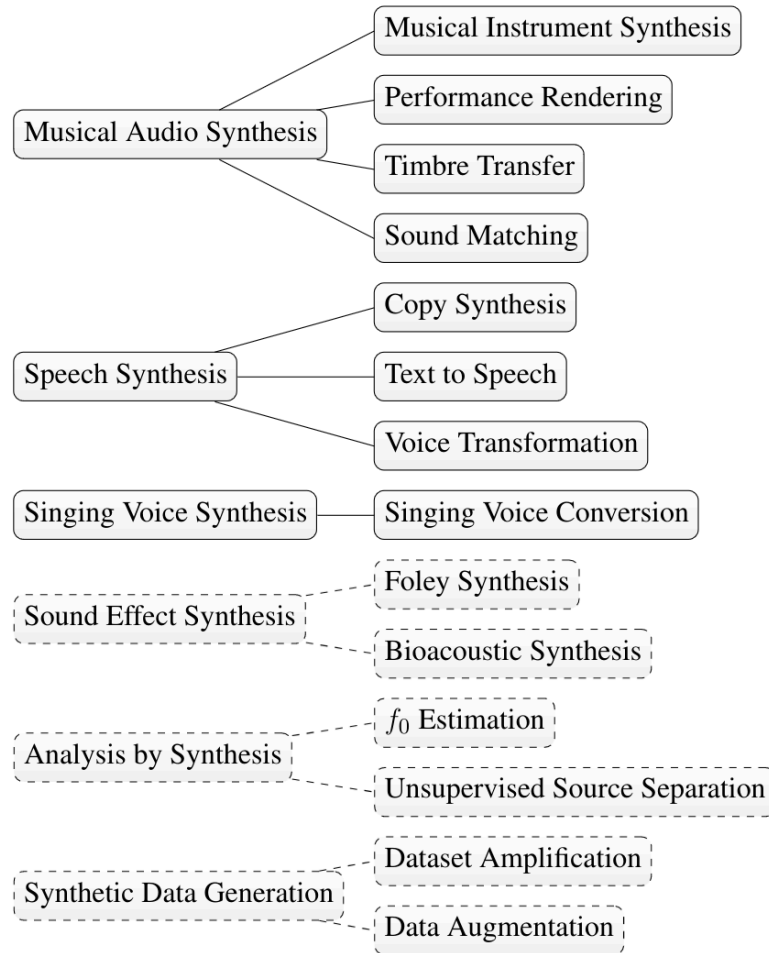 Musical Audio Synthesis
Musical Instrument Synthesis
Performance Rendering
Timbre Transfer
Sound Matching
Speech Synthesis
Copy Synthesis
Text to Speech
Voice Transformation
Singing Voice Synthesis
Singing Voice Conversion
Sound Effect Synthesis
Foley Synthesis
Bioacoustic Synthesis
Analysis by Synthesis
f₀ Estimation
Unsupervised Source Separation
Synthetic Data Generation
Dataset Amplification
Data Augmentation